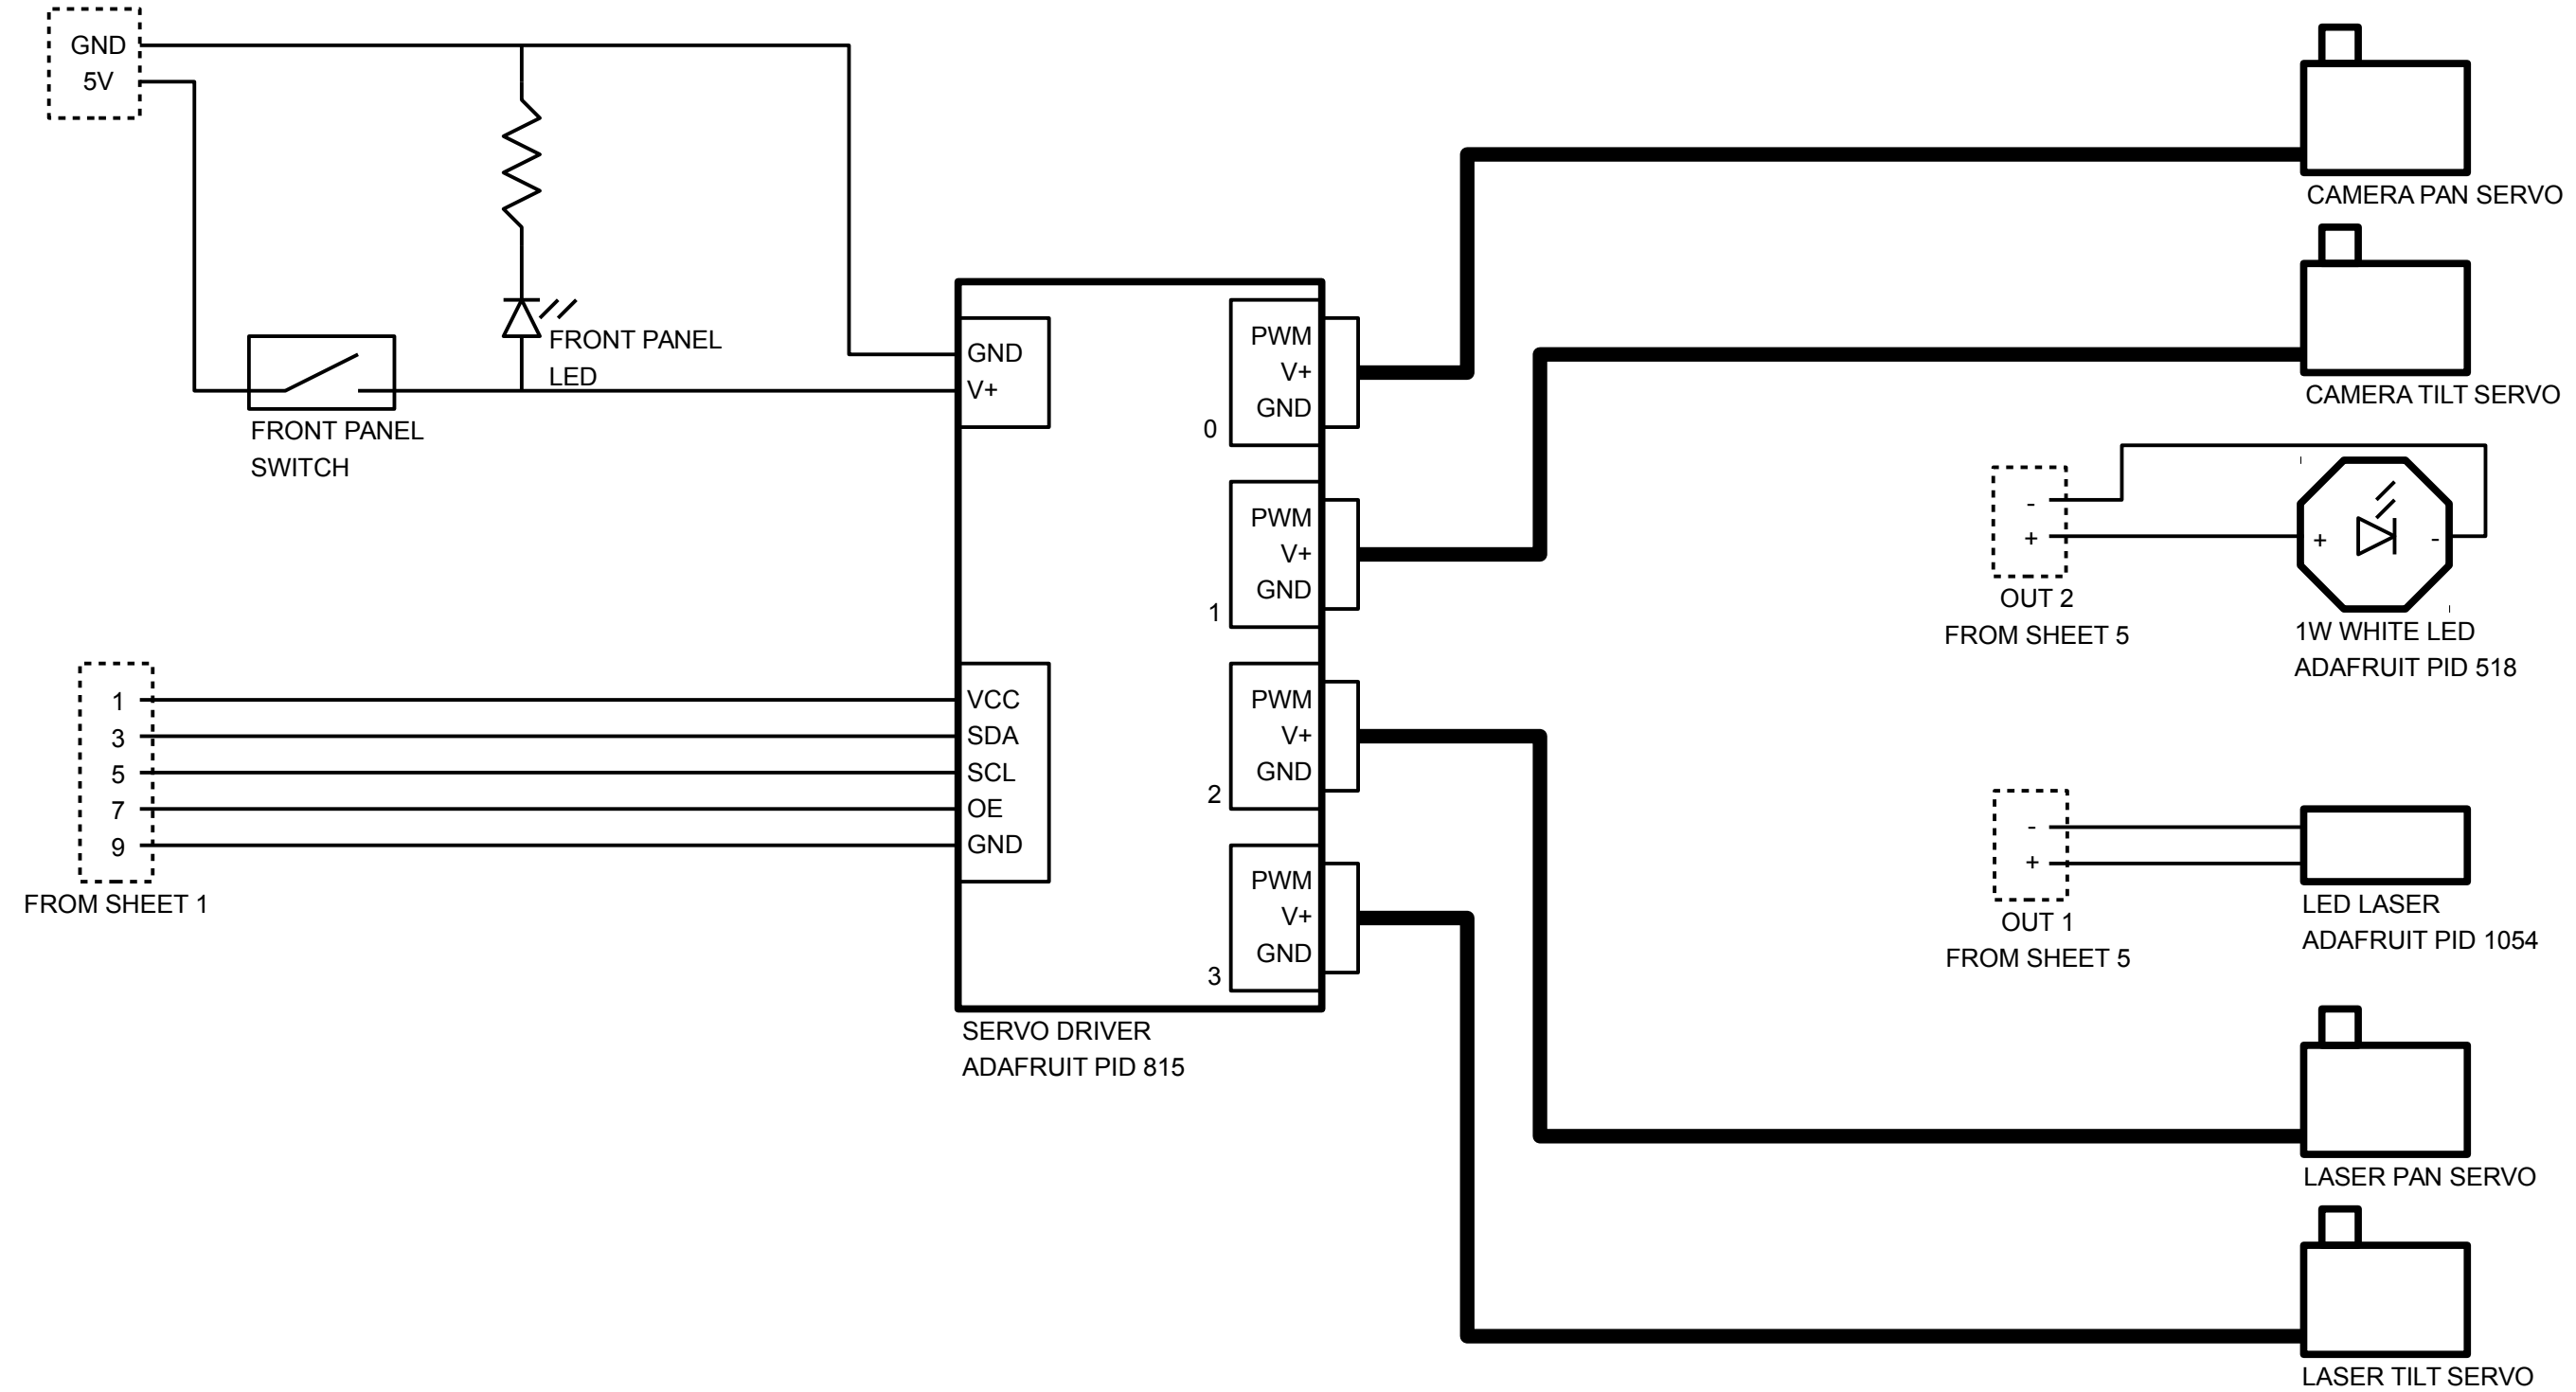 GND
5V
FRONT PANEL
LED
FRONT PANEL
SWITCH
1
3
5
7
9
FROM SHEET 1
GND
V+
VCC
SDA
SCL
OE
GND
PWM
V+
GND
0
PWM
V+
GND
1
PWM
V+
GND
2
PWM
V+
GND
3
SERVO DRIVER
ADAFRUIT PID 815
CAMERA PAN SERVO
CAMERA TILT SERVO
-
+
OUT 2
FROM SHEET 5
+ -
1W WHITE LED
ADAFRUIT PID 518
-
+
OUT 1
FROM SHEET 5
LED LASER
ADAFRUIT PID 1054
LASER PAN SERVO
LASER TILT SERVO